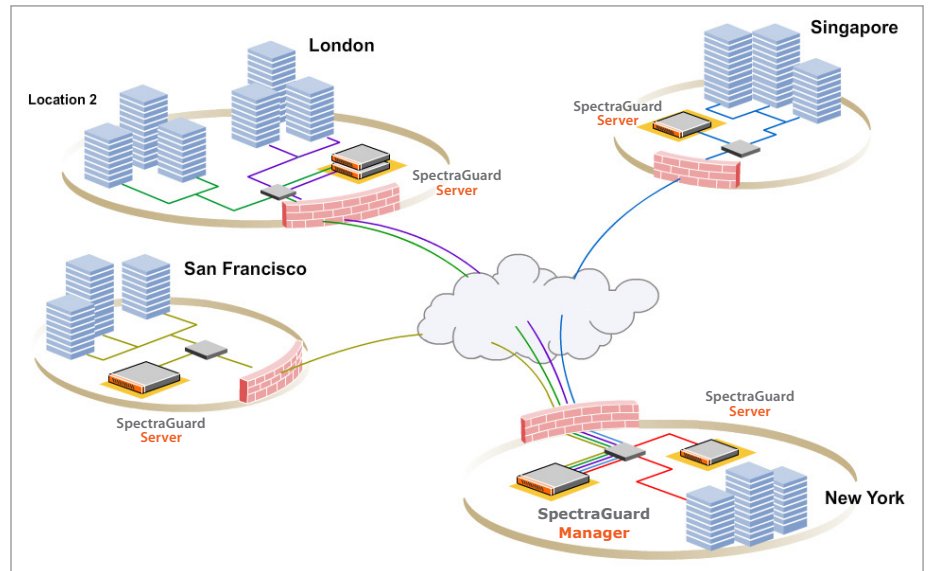 London
Singapore
Location 2
SpectraGuard
Server
SpectraGuard
Server
San Francisco
SpectraGuard
Server
SpectraGuard
Server
New York
SpectraGuard
Manager